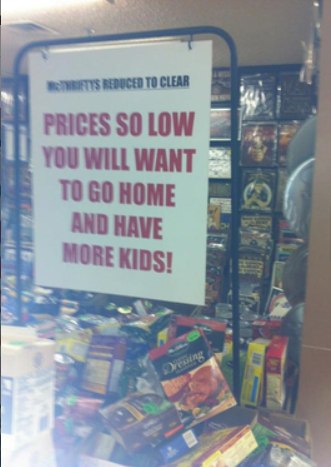 McTHRIFTYS REDUCED TO CLEAR
PRICES SO LOW
YOU WILL WANT
TO GO HOME
AND HAVE
MORE KIDS!
Dressing